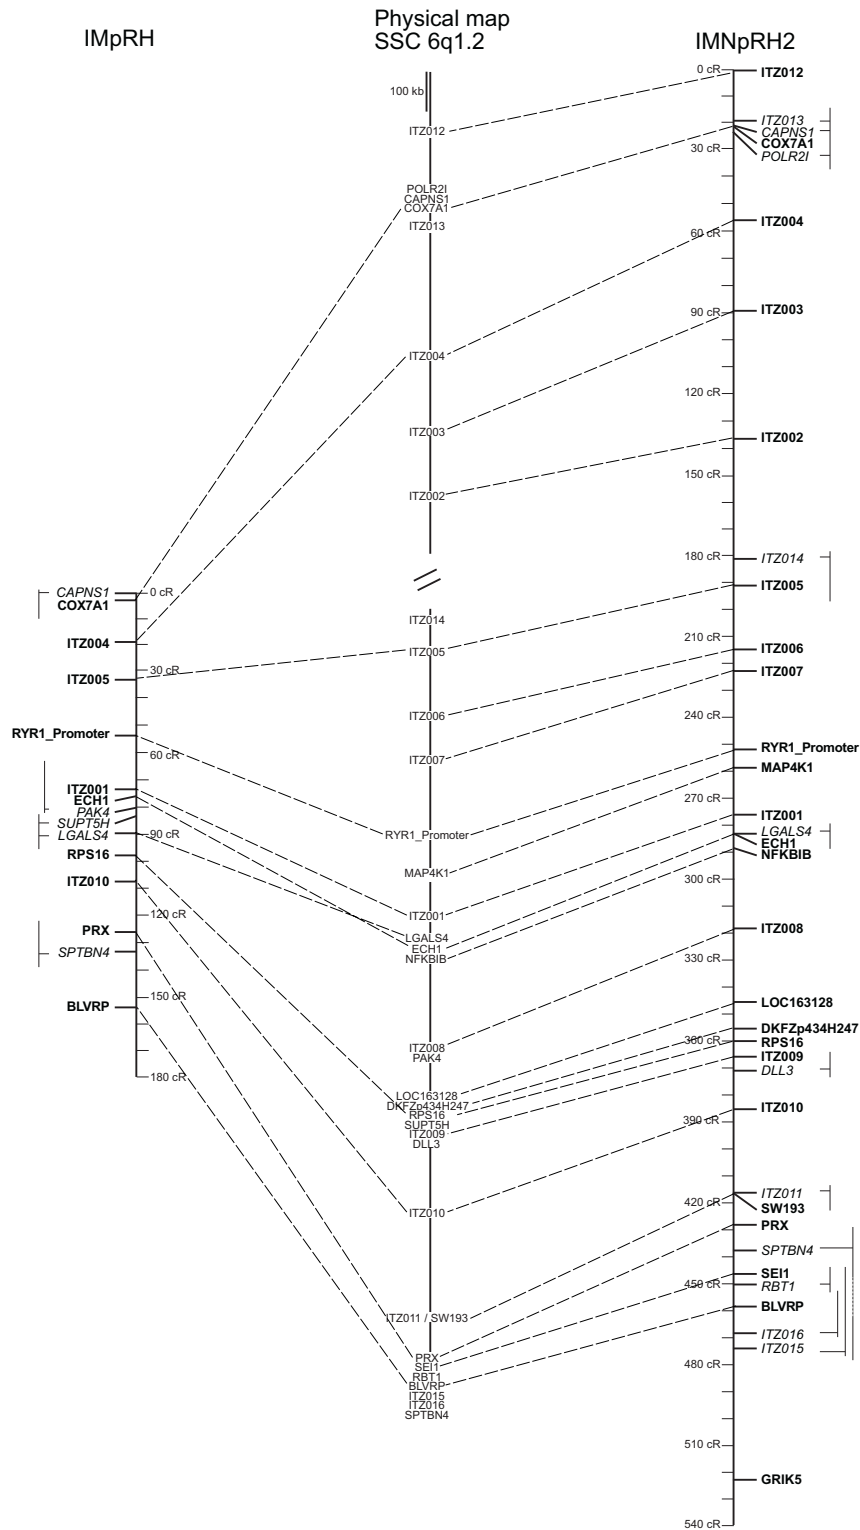 IMpRH
Physical map
SSC 6q1.2
IMNpRH2
CAPNS1
COX7A1
ITZ004
ITZ005
RYR1_Promoter
ITZ001
ECH1
PAK4
SUPT5H
LGALS4
RPS16
ITZ010
PRX
SPTBN4
BLVRP
0 cR
30 cR
60 cR
90 cR
120 cR
150 cR
180 cR
100 kb
ITZ012
POLR2I
CAPNS1
COX7A1
ITZ013
ITZ004
ITZ003
ITZ002
ITZ014
ITZ005
ITZ006
ITZ007
RYR1_Promoter
MAP4K1
ITZ001
LGALS4
ECH1
NFKBIB
ITZ008
PAK4
LOC163128
DKFZp434H247
RPS16
SUPT5H
ITZ009
DLL3
ITZ010
ITZ011 / SW193
PRX
SEI1
RBT1
BLVRP
ITZ015
ITZ016
SPTBN4
0 cR
30 cR
60 cR
90 cR
120 cR
150 cR
180 cR
210 cR
240 cR
270 cR
300 cR
330 cR
360 cR
390 cR
420 cR
450 cR
480 cR
510 cR
540 cR
ITZ012
ITZ013
CAPNS1
COX7A1
POLR2I
ITZ004
ITZ003
ITZ002
ITZ014
ITZ005
ITZ006
ITZ007
RYR1_Promoter
MAP4K1
ITZ001
LGALS4
ECH1
NFKBIB
ITZ008
LOC163128
DKFZp434H247
RPS16
ITZ009
DLL3
ITZ010
ITZ011
SW193
PRX
SPTBN4
SEI1
RBT1
BLVRP
ITZ016
ITZ015
GRIK5